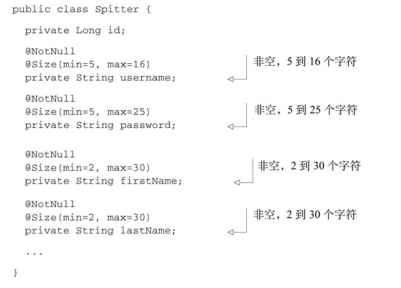 public class Spitter {
private Long id;
@NotNull
@Size(min=5, max=16)
private String username;
非空，5 到 16 个字符
@NotNull
@Size(min=5, max=25)
private String password;
非空，5 到 25 个字符
@NotNull
@Size(min=2, max=30)
private String firstName;
非空，2 到 30 个字符
@NotNull
@Size(min=2, max=30)
private String lastName;
非空，2 到 30 个字符
...
}